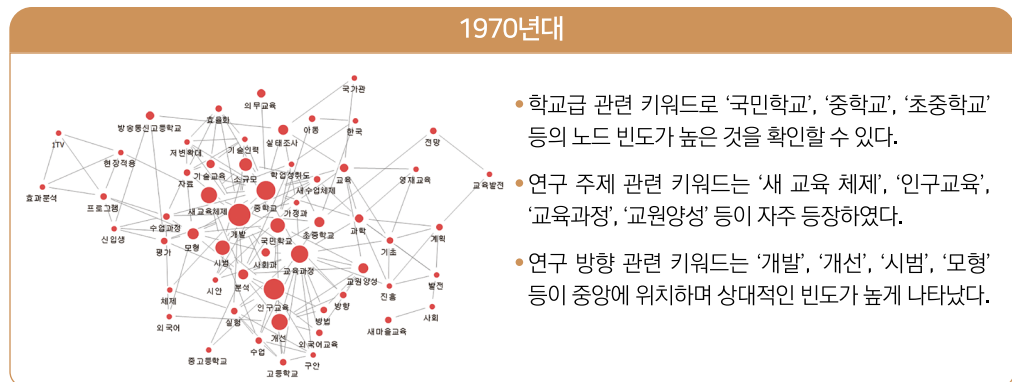 1970년대
국가관
의무교육
효율화
방송통신고등학교
아동
한국
실태조사
전망
1TV
저변확대
기술인력
현장적용
기술교육
소규모
학업성취도
교육
영재교육
교육발전
자료
새수업체제
효과분석
프로그램
새교육체제
중학교
가정과
수업과정
개발
국민학교
초중학교
과학
계획
신입생
평가
모형
시범
사회과
기초
교육과정
교원양성
체제
시안
분석
발전
진흥
인구교육
방향
외국어
실험
방법
사회
개선
외국어교육
새마을교육
수업
중고등학교
구안
고등학교
• 학교급 관련 키워드로 ‘국민학교’, ‘중학교’, ‘초중학교’
등의 노드 빈도가 높은 것을 확인할 수 있다.
• 연구 주제 관련 키워드는 ‘새 교육 체제’, ‘인구교육’,
‘교육과정’, ‘교원양성’ 등이 자주 등장하였다.
• 연구 방향 관련 키워드는 ‘개발’, ‘개선’, ‘시범’, ‘모형’
등이 중앙에 위치하며 상대적인 빈도가 높게 나타났다.